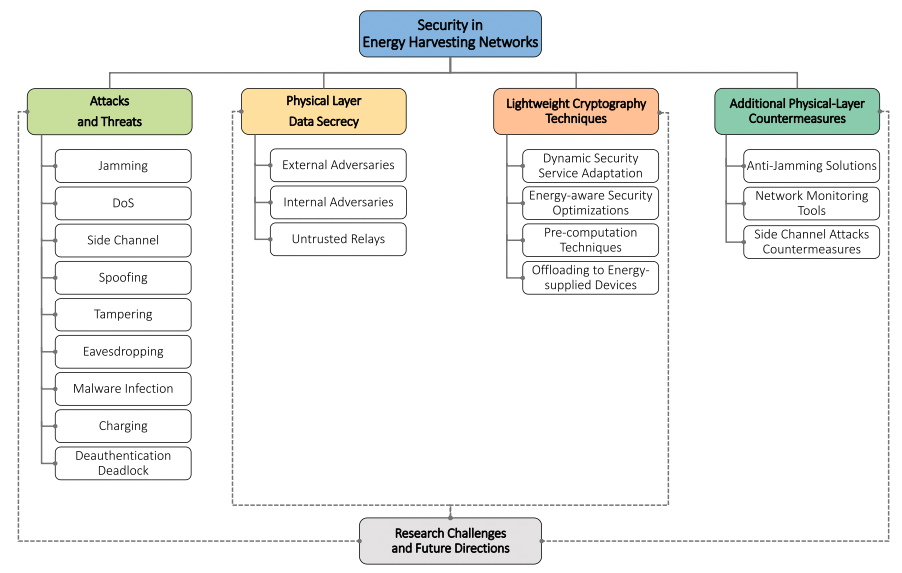 Security in
Energy Harvesting Networks
Attacks
and Threats
Jamming
DoS
Side Channel
Spoofing
Tampering
Eavesdropping
Malware Infection
Charging
Deauthentication
Deadlock
Physical Layer
Data Secrecy
External Adversaries
Internal Adversaries
Untrusted Relays
Lightweight Cryptography
Techniques
Dynamic Security
Service Adaptation
Energy-aware Security
Optimizations
Pre-computation
Techniques
Offloading to Energy-
supplied Devices
Additional Physical-Layer
Countermeasures
Anti-Jamming Solutions
Network Monitoring
Tools
Side Channel Attacks
Countermeasures
Research Challenges
and Future Directions